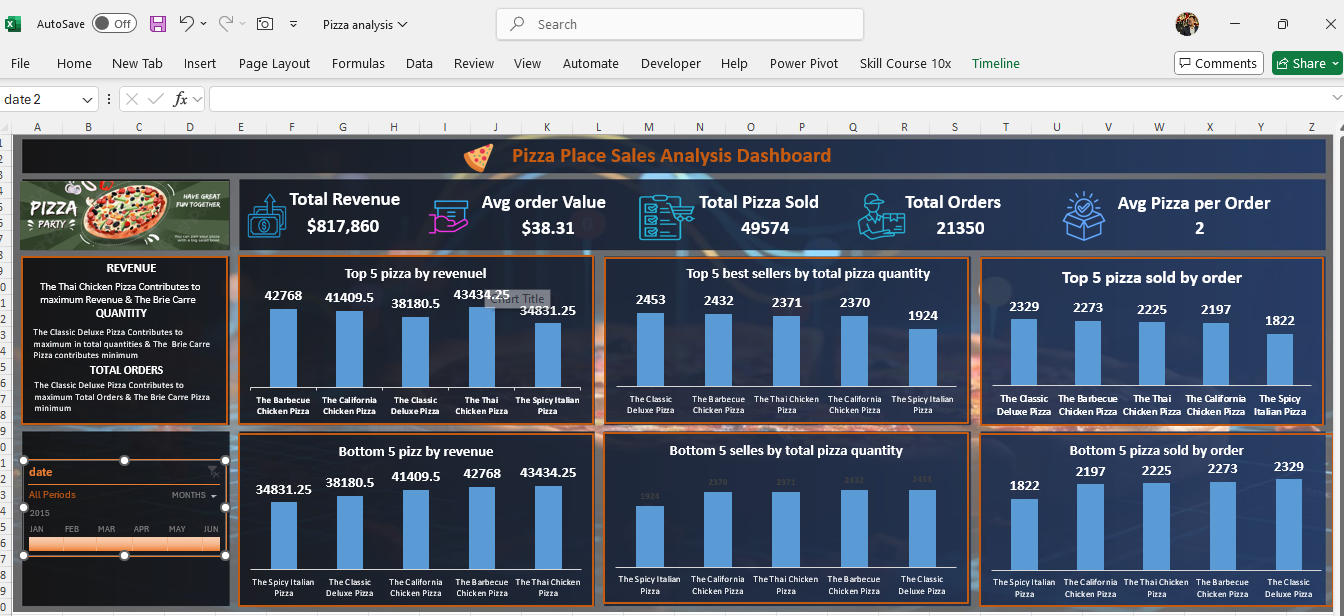 AutoSave Off Pizza analysis Search
File Home New Tab Insert Page Layout Formulas Data Review View Automate Developer Help Power Pivot Skill Course 10x Timeline Comments Share
date 2 fx
A B C D E F G H I J K L M N O P Q R S T U V W X Y Z
Pizza Place Sales Analysis Dashboard
PIZZA
PARTY
HAVE GREAT
FUN TOGETHER
Total Revenue
$817,860
Avg order Value
$38.31
Total Pizza Sold
49574
Total Orders
21350
Avg Pizza per Order
2
REVENUE
The Thai Chicken Pizza Contributes to
maximum Revenue & The Brie Carre
QUANTITY
The Classic Deluxe Pizza Contributes to
maximum in total quantities & The Brie Carre
Pizza contributes minimum
TOTAL ORDERS
The Classic Deluxe Pizza Contributes to
maximum Total Orders & The Brie Carre Pizza
minimum
Top 5 pizza by revenuel
Chart Title
42768 41409.5 38180.5 43434.25 34831.25
The Barbecue Chicken Pizza The California Chicken Pizza The Classic Deluxe Pizza The Thai Chicken Pizza The Spicy Italian Pizza
Top 5 best sellers by total pizza quantity
2453 2432 2371 2370 1924
The Classic Deluxe Pizza The Barbecue Chicken Pizza The Thai Chicken Pizza The California Chicken Pizza The Spicy Italian Pizza
Top 5 pizza sold by order
2329 2273 2225 2197 1822
The Classic Deluxe Pizza The Barbecue Chicken Pizza The Thai Chicken Pizza The California Chicken Pizza The Spicy Italian Pizza
date
All Periods MONTHS
2015
JAN FEB MAR APR MAY JUN
Bottom 5 pizz by revenue
34831.25 38180.5 41409.5 42768 43434.25
The Spicy Italian Pizza The Classic Deluxe Pizza The California Chicken Pizza The Barbecue Chicken Pizza The Thai Chicken Pizza
Bottom 5 selles by total pizza quantity
1924 2370 2371 2432 2453
The Spicy Italian Pizza The California Chicken Pizza The Thai Chicken Pizza The Barbecue Chicken Pizza The Classic Deluxe Pizza
Bottom 5 pizza sold by order
1822 2197 2225 2273 2329
The Spicy Italian Pizza The California Chicken Pizza The Thai Chicken Pizza The Barbecue Chicken Pizza The Classic Deluxe Pizza